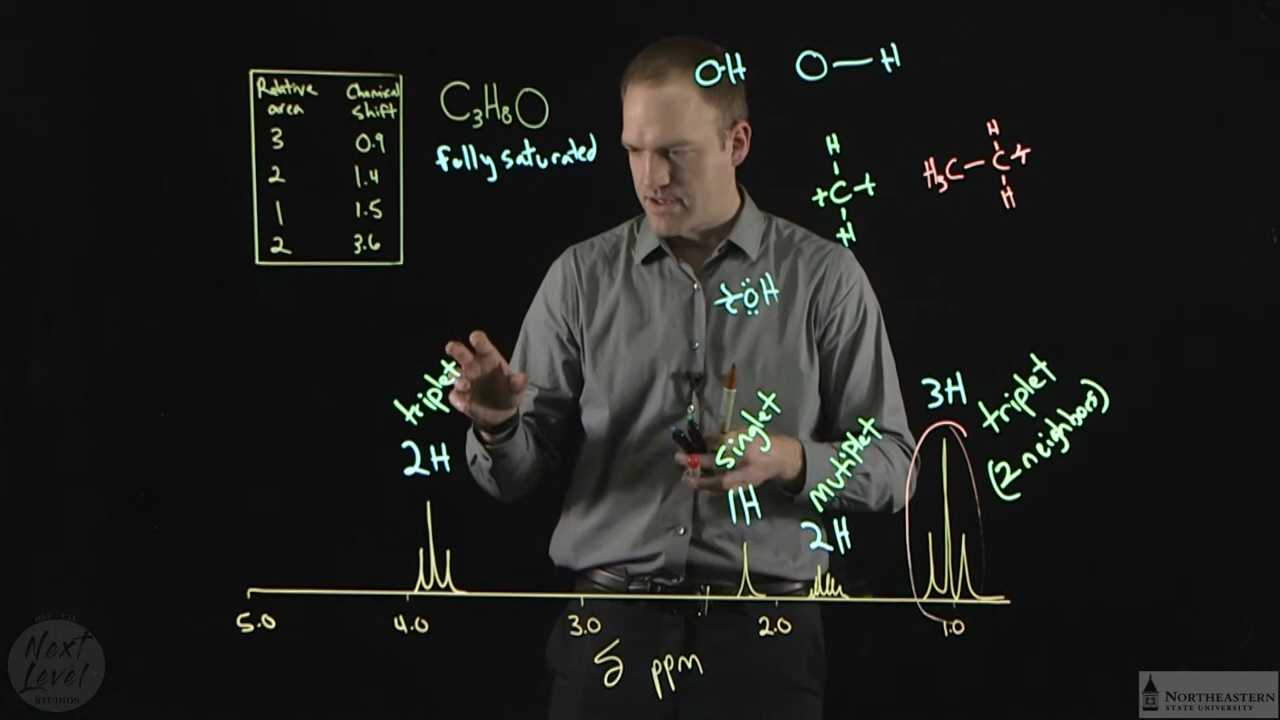 Relative area Chemical shift
3 0.9
2 1.4
1 1.5
2 3.6
C₃H₈O
fully saturated
OH
O—H
H
C
H
H
H₃C—C
H
ÖH
triplet
2H
singlet
1H
mutiplet
2H
3H
triplet
(2 neighbors)
5.0 4.0 3.0 2.0 1.0
δ ppm
Next
Level
STUDIOS
NORTHEASTERN
STATE UNIVERSITY